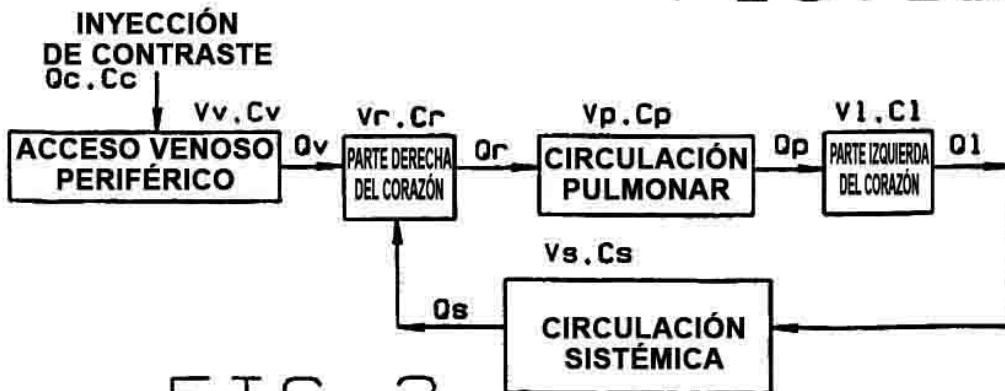 INYECCIÓN
DE CONTRASTE
Qc.Cc
Vv.Cv
ACCESO VENOSO
PERIFÉRICO
Qv
Vr.Cr
PARTE DERECHA
DEL CORAZÓN
Qr
Vp.Cp
CIRCULACIÓN
PULMONAR
Qp
Vl.Cl
PARTE IZQUIERDA
DEL CORAZÓN
Ql
Vs.Cs
Qs
CIRCULACIÓN
SISTÉMICA